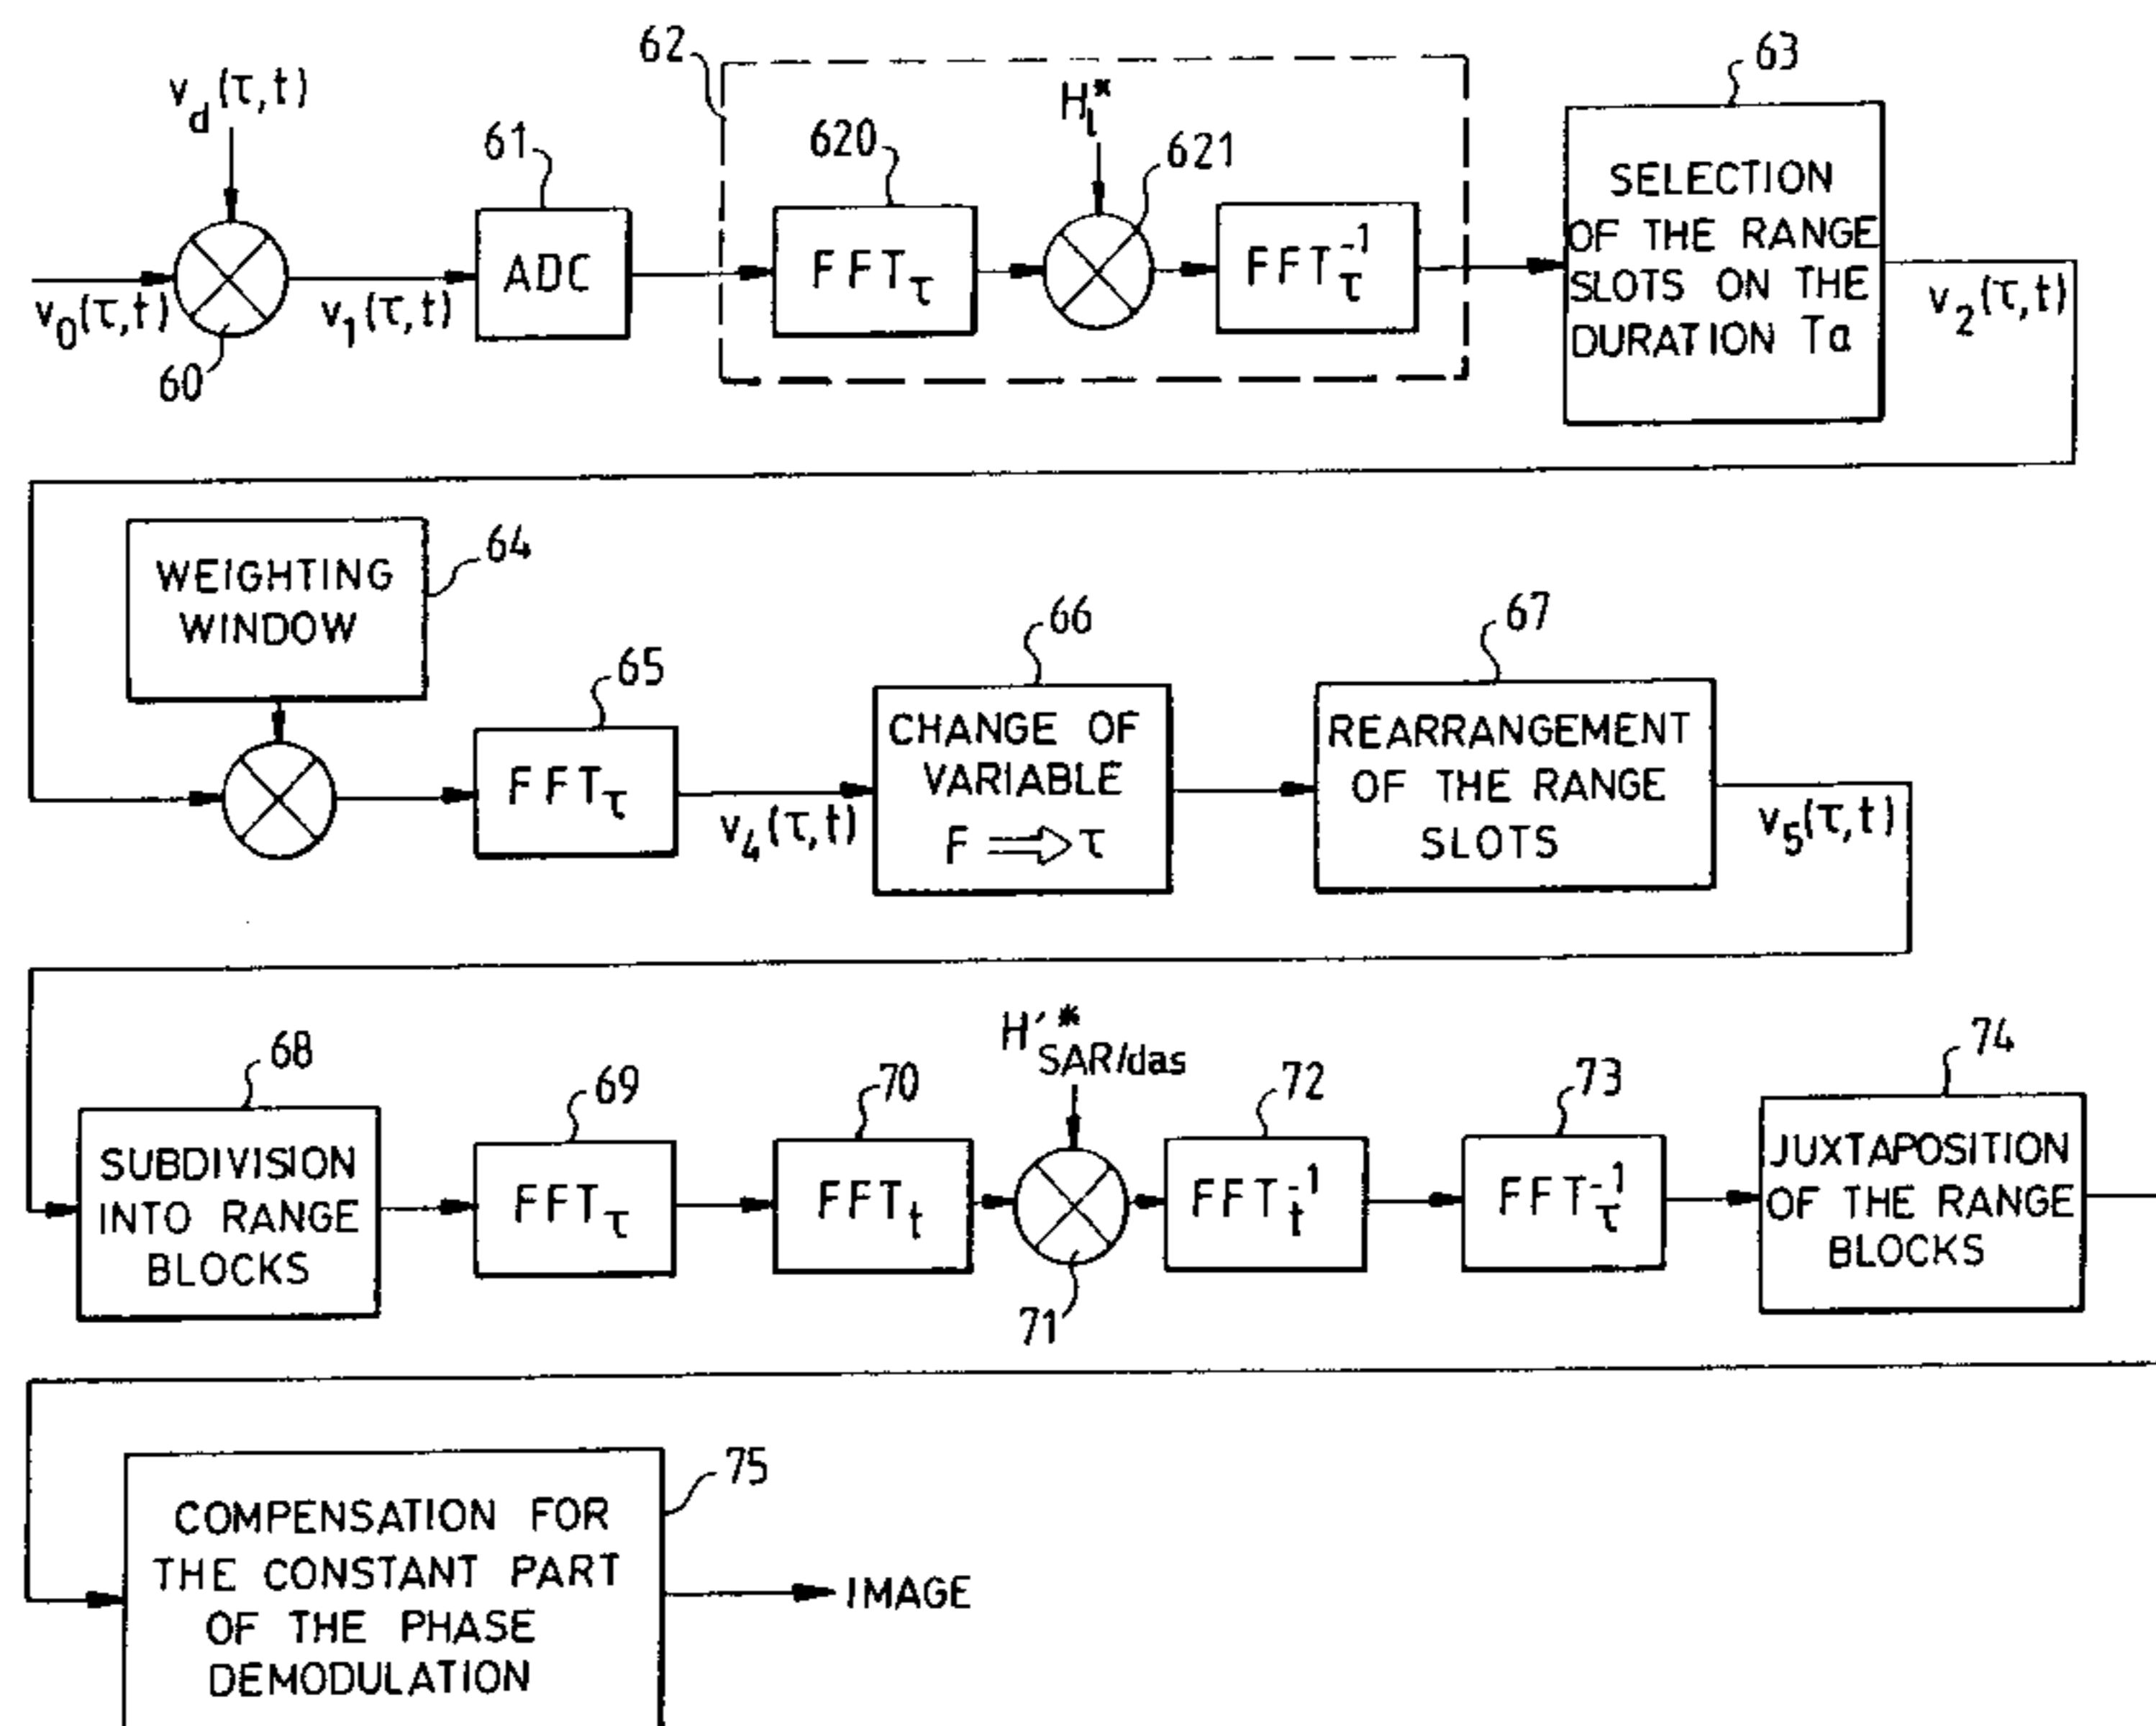 v_d(τ,t)
62
63
61
620
H_l^*
621
ADC
FFT_τ
FFT_τ^-1
SELECTION
OF THE RANGE
SLOTS ON THE
DURATION Ta
v_0(τ,t)
v_1(τ,t)
v_2(τ,t)
60
64
WEIGHTING
WINDOW
65
66
67
FFT_τ
v_4(τ,t)
CHANGE OF
VARIABLE
F ⟹ τ
REARRANGEMENT
OF THE RANGE
SLOTS
v_5(τ,t)
68
69
70
H'^*_SAR/das
72
73
74
SUBDIVISION
INTO RANGE
BLOCKS
FFT_τ
FFT_t
71
FFT_t^-1
FFT_τ^-1
JUXTAPOSITION
OF THE RANGE
BLOCKS
75
COMPENSATION FOR
THE CONSTANT PART
OF THE PHASE
DEMODULATION
IMAGE